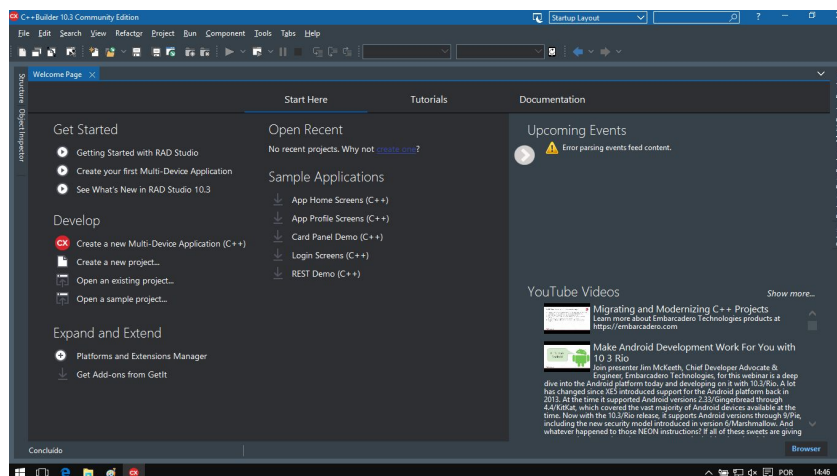 C++Builder 10.3 Community Edition
Startup Layout
File Edit Search View Refactor Project Run Component Tools Tabs Help
Structure
Object Inspector
Welcome Page
Start Here Tutorials Documentation
Get Started
Getting Started with RAD Studio
Create your first Multi-Device Application
See What's New in RAD Studio 10.3
Develop
CX Create a new Multi-Device Application (C++)
Create a new project...
Open an existing project...
Open a sample project...
Expand and Extend
Platforms and Extensions Manager
Get Add-ons from GetIt
Open Recent
No recent projects. Why not create one?
Sample Applications
App Home Screens (C++)
App Profile Screens (C++)
Card Panel Demo (C++)
Login Screens (C++)
REST Demo (C++)
Upcoming Events
Error parsing events feed content.
YouTube Videos Show more...
Migrating and Modernizing C++ Projects
Learn more about Embarcadero Technologies products at
https://embarcadero.com
Make Android Development Work For You with
10 3 Rio
Join presenter Jim McKeeth, Chief Developer Advocate &
Engineer, Embarcadero Technologies, for this webinar is a deep
dive into the Android platform today and developing on it with 10.3/Rio. A lot
has changed since XE5 introduced support for the Android platform back in
2013. At the time it supported Android versions 2.33/Gingerbread through
4.4/KitKat, which covered the vast majority of Android devices available at the
time. Now with the 10.3/Rio release, it supports Android versions through 9/Pie,
including the new security model introduced in version 6/Marshmallow. And
whatever happened to those NEON instructions? If all of these sweets are giving
Concluído Browser
POR 14:46